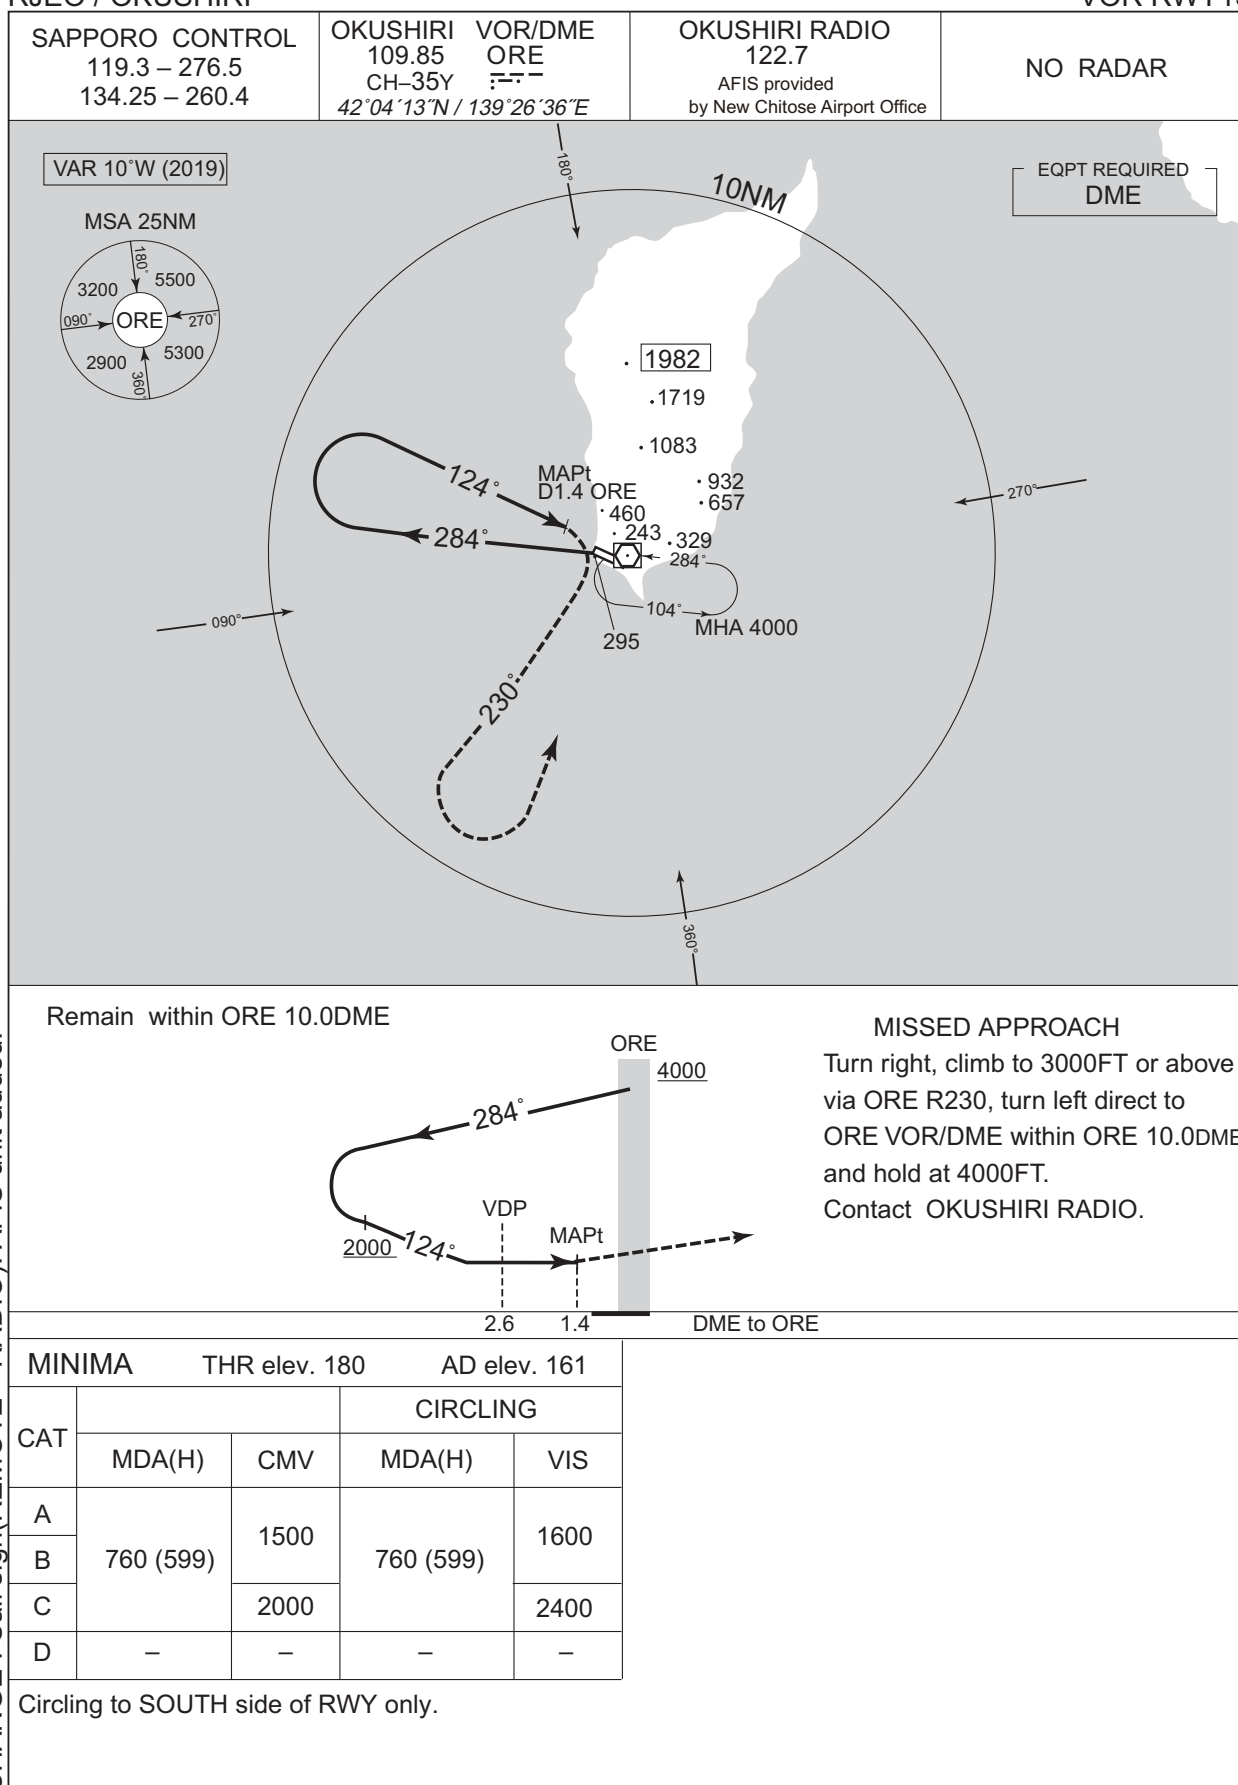 RJEO / OKUSHIRI
VOR RWY
SAPPORO CONTROL
119.3 – 276.5
134.25 – 260.4
OKUSHIRI VOR/DME
109.85 ORE
CH–35Y
42°04´13˝N / 139°26´36˝E
OKUSHIRI RADIO
122.7
AFIS provided
by New Chitose Airport Office
NO RADAR
VAR 10°W (2019)
EQPT REQUIRED
DME
MSA 25NM
180°
3200
5500
090°
ORE
270°
2900
5300
360°
180°
10NM
1982
1719
1083
932
657
124°
MAPt
D1.4 ORE
460
243
329
284°
284°
104°
MHA 4000
295
270°
090°
230°
360°
Remain within ORE 10.0DME
ORE
4000
284°
VDP
MAPt
2000
124°
2.6
1.4
DME to ORE
MISSED APPROACH
Turn right, climb to 3000FT or above
via ORE R230, turn left direct to
ORE VOR/DME within ORE 10.0DME
and hold at 4000FT.
Contact OKUSHIRI RADIO.
MINIMA THR elev. 180 AD elev. 161
CAT
CIRCLING
MDA(H) CMV MDA(H) VIS
A
B
C
D
760 (599)
1500
2000
760 (599)
1600
2400
– – – –
Circling to SOUTH side of RWY only.